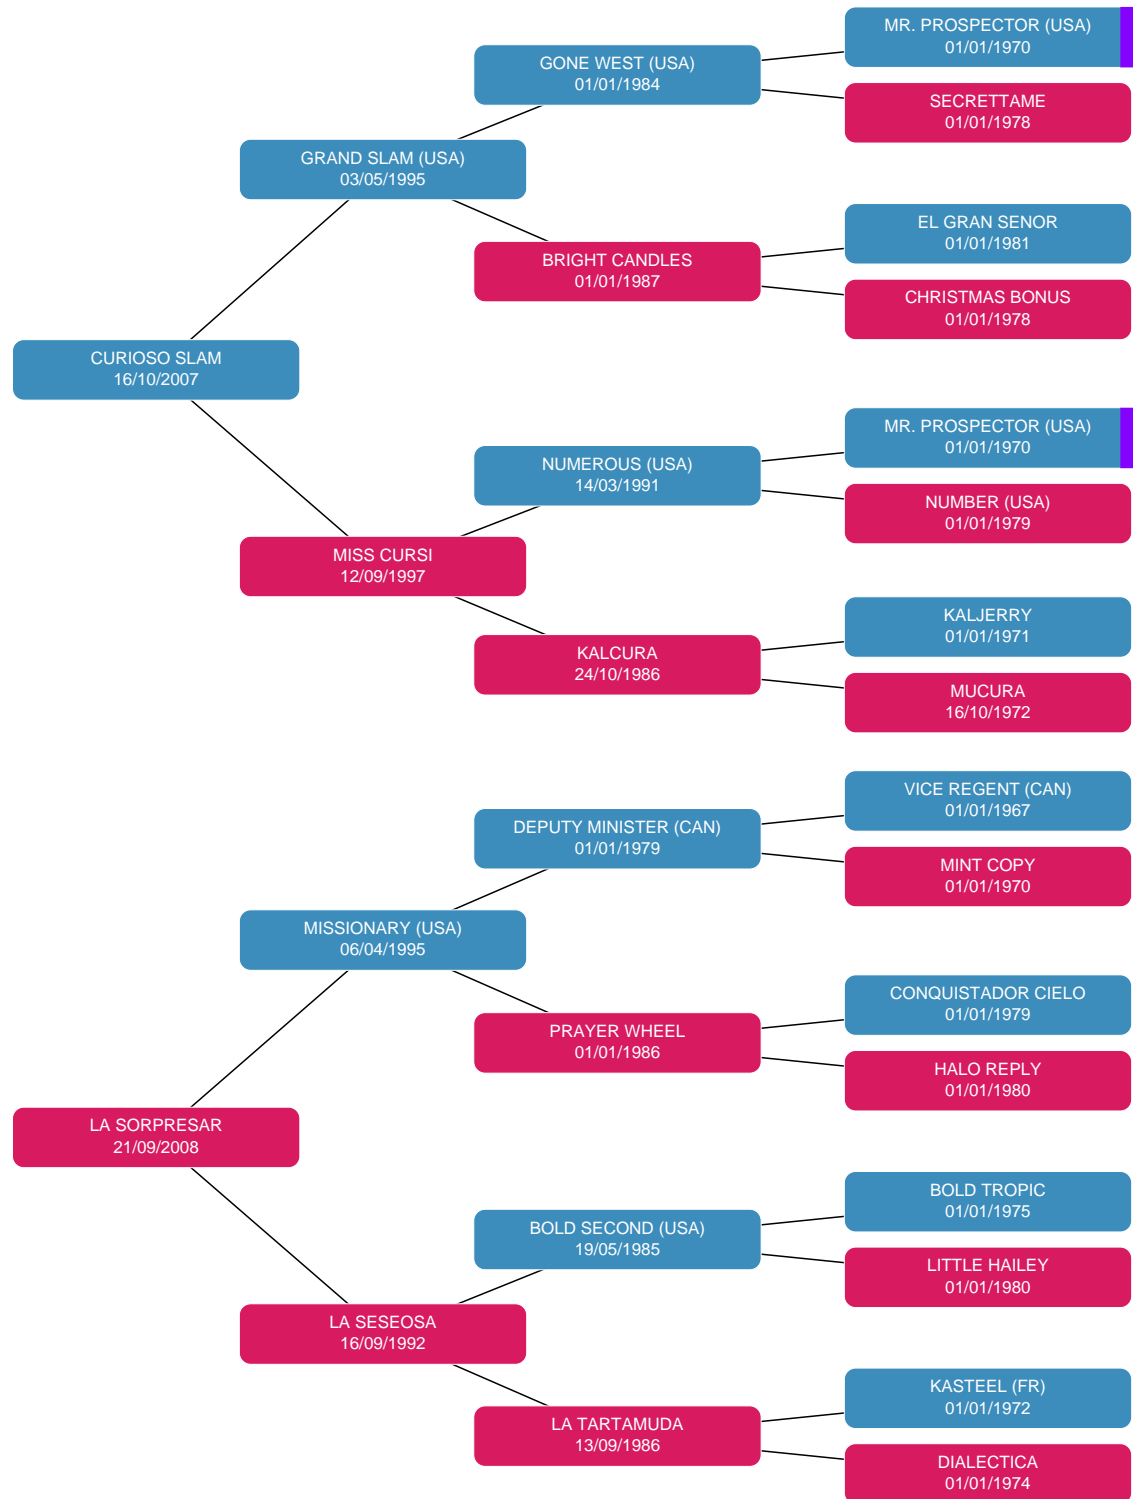 MR. PROSPECTOR (USA)
01/01/1970
GONE WEST (USA)
01/01/1984
SECRETTAME
01/01/1978
GRAND SLAM (USA)
03/05/1995
EL GRAN SENOR
01/01/1981
BRIGHT CANDLES
01/01/1987
CHRISTMAS BONUS
01/01/1978
CURIOSO SLAM
16/10/2007
MR. PROSPECTOR (USA)
01/01/1970
NUMEROUS (USA)
14/03/1991
NUMBER (USA)
01/01/1979
MISS CURSI
12/09/1997
KALJERRY
01/01/1971
KALCURA
24/10/1986
MUCURA
16/10/1972
VICE REGENT (CAN)
01/01/1967
DEPUTY MINISTER (CAN)
01/01/1979
MINT COPY
01/01/1970
MISSIONARY (USA)
06/04/1995
CONQUISTADOR CIELO
01/01/1979
PRAYER WHEEL
01/01/1986
HALO REPLY
01/01/1980
LA SORPRESAR
21/09/2008
BOLD TROPIC
01/01/1975
BOLD SECOND (USA)
19/05/1985
LITTLE HAILEY
01/01/1980
LA SESEOSA
16/09/1992
KASTEEL (FR)
01/01/1972
LA TARTAMUDA
13/09/1986
DIALECTICA
01/01/1974